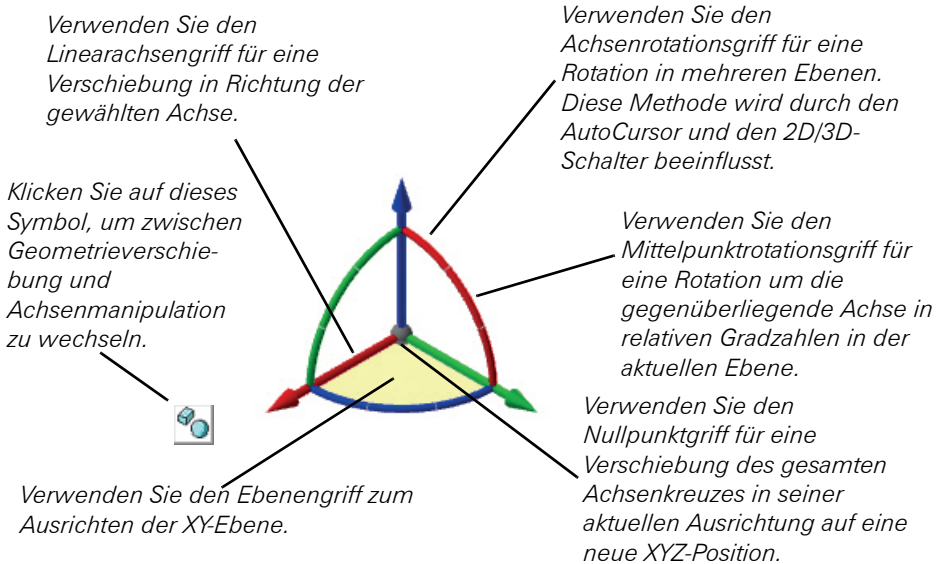 Verwenden Sie den
Linearachsengriff für eine
Verschiebung in Richtung der
gewählten Achse.
Verwenden Sie den
Achsenrotationsgriff für eine
Rotation in mehreren Ebenen.
Diese Methode wird durch den
AutoCursor und den 2D/3D-
Schalter beeinflusst.
Klicken Sie auf dieses
Symbol, um zwischen
Geometrieverschie-
bung und
Achsenmanipulation
zu wechseln.
Verwenden Sie den
Mittelpunktrotationsgriff für
eine Rotation um die
gegenüberliegende Achse in
relativen Gradzahlen in der
aktuellen Ebene.
Verwenden Sie den Ebenengriff zum
Ausrichten der XY-Ebene.
Verwenden Sie den
Nullpunktgriff für eine
Verschiebung des gesamten
Achsenkreuzes in seiner
aktuellen Ausrichtung auf eine
neue XYZ-Position.